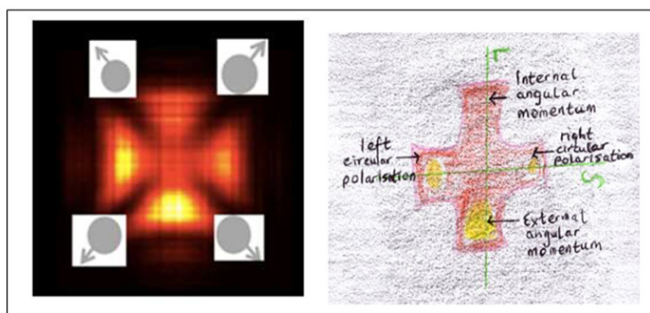 L
Internal
angular
momentum
left
circular
polarisation
right
circular
polarisation
S
External
angular
momentum